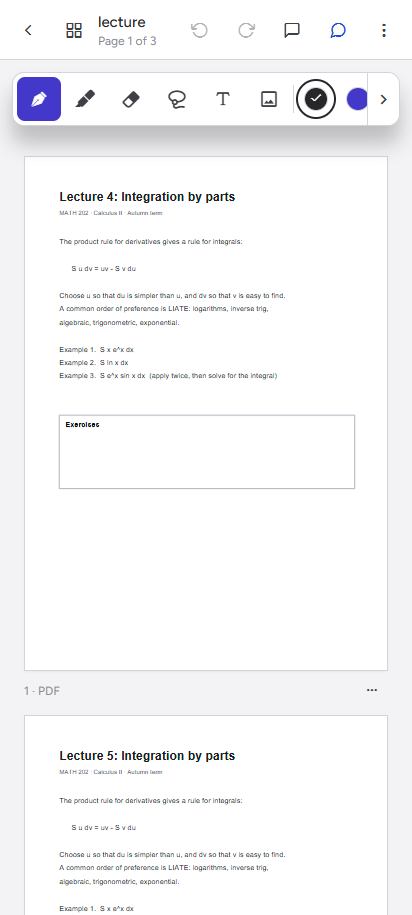 lecture
Page 1 of 3
T
Lecture 4: Integration by parts
MATH 202 · Calculus II · Autumn term
The product rule for derivatives gives a rule for integrals:
S u dv = uv - S v du
Choose u so that du is simpler than u, and dv so that v is easy to find.
A common order of preference is LIATE: logarithms, inverse trig,
algebraic, trigonometric, exponential.
Example 1. S x e^x dx
Example 2. S ln x dx
Example 3. S e^x sin x dx (apply twice, then solve for the integral)
Exercises
1 · PDF
Lecture 5: Integration by parts
MATH 202 · Calculus II · Autumn term
The product rule for derivatives gives a rule for integrals:
S u dv = uv - S v du
Choose u so that du is simpler than u, and dv so that v is easy to find.
A common order of preference is LIATE: logarithms, inverse trig,
algebraic, trigonometric, exponential.
Example 1. S x e^x dx